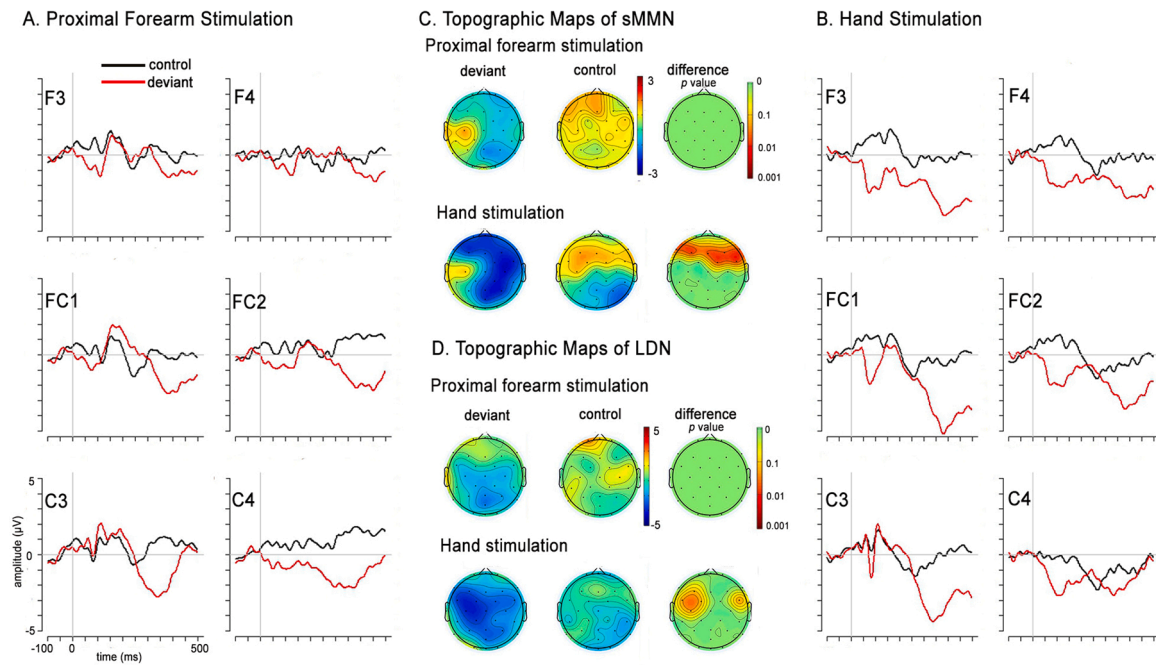 A. Proximal Forearm Stimulation
control
deviant
F3
F4
FC1
FC2
C3
C4
5
0
-5
amplitude (µV)
-100
0
500
time (ms)
C. Topographic Maps of sMMN
Proximal forearm stimulation
deviant
control
difference
p value
3
-3
0
0.1
0.01
0.001
Hand stimulation
D. Topographic Maps of LDN
Proximal forearm stimulation
deviant
control
difference
p value
5
-5
0
0.1
0.01
0.001
Hand stimulation
B. Hand Stimulation
F3
F4
FC1
FC2
C3
C4